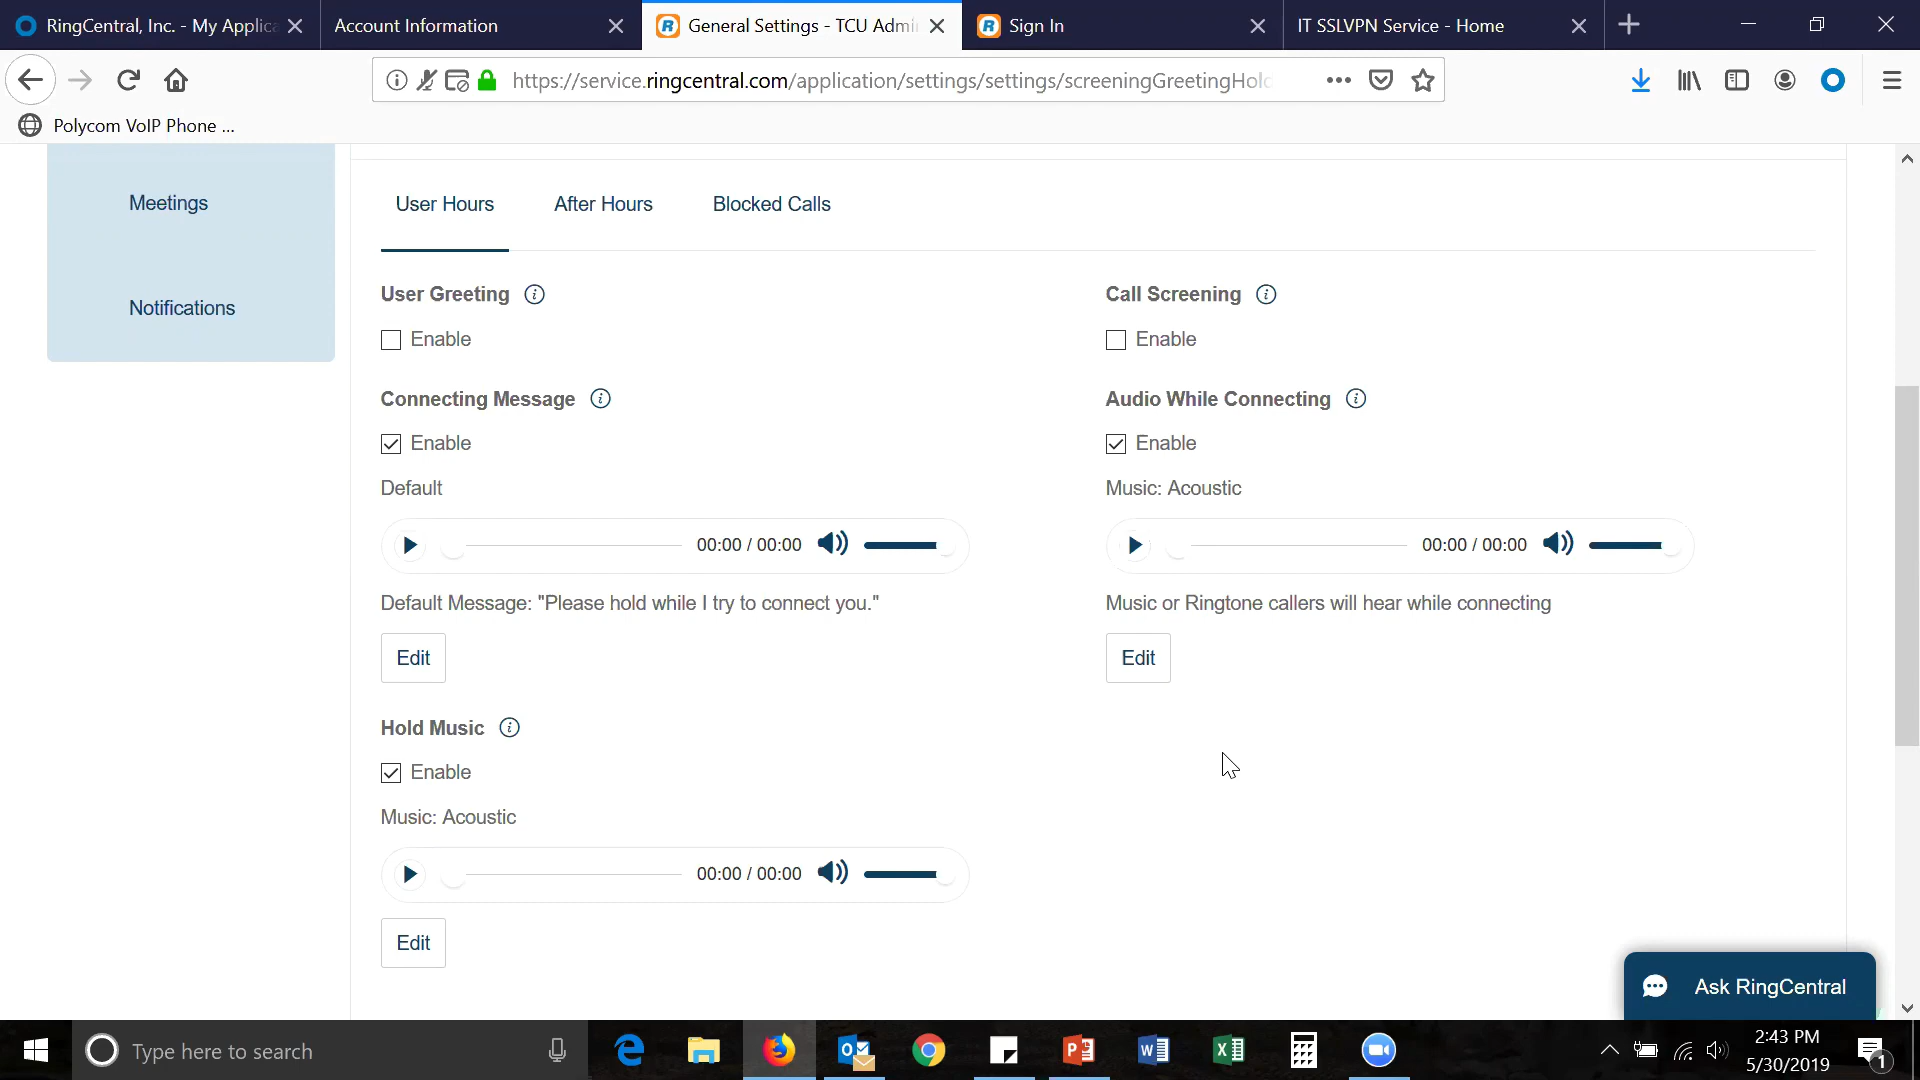 RingCentral, Inc. - My Applica
Account Information
General Settings - TCU Admi
Sign In
IT SSLVPN Service - Home
https://service.ringcentral.com/application/settings/settings/screeningGreetingHold
Polycom VoIP Phone ...
Meetings
Notifications
User Hours
After Hours
Blocked Calls
User Greeting
Call Screening
Enable
Enable
Connecting Message
Audio While Connecting
Enable
Enable
Default
Music: Acoustic
00:00 / 00:00
00:00 / 00:00
Default Message: "Please hold while I try to connect you."
Music or Ringtone callers will hear while connecting
Edit
Edit
Hold Music
Enable
Music: Acoustic
00:00 / 00:00
Edit
Ask RingCentral
Type here to search
2:43 PM
5/30/2019
1